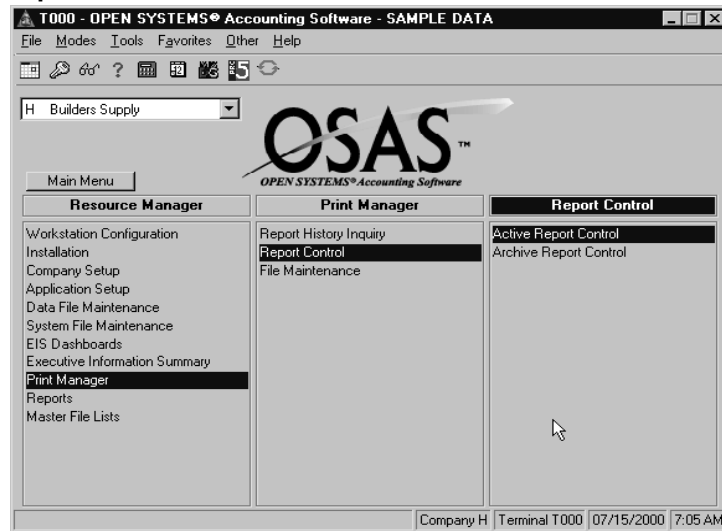 T000 - OPEN SYSTEMS® Accounting Software - SAMPLE DATA
File Modes Tools Favorites Other Help
H Builders Supply
OSAS™
OPEN SYSTEMS® Accounting Software
Main Menu
Resource Manager
Workstation Configuration
Installation
Company Setup
Application Setup
Data File Maintenance
System File Maintenance
EIS Dashboards
Executive Information Summary
Print Manager
Reports
Master File Lists
Print Manager
Report History Inquiry
Report Control
File Maintenance
Report Control
Active Report Control
Archive Report Control
Company H Terminal T000 07/15/2000 7:05 AM